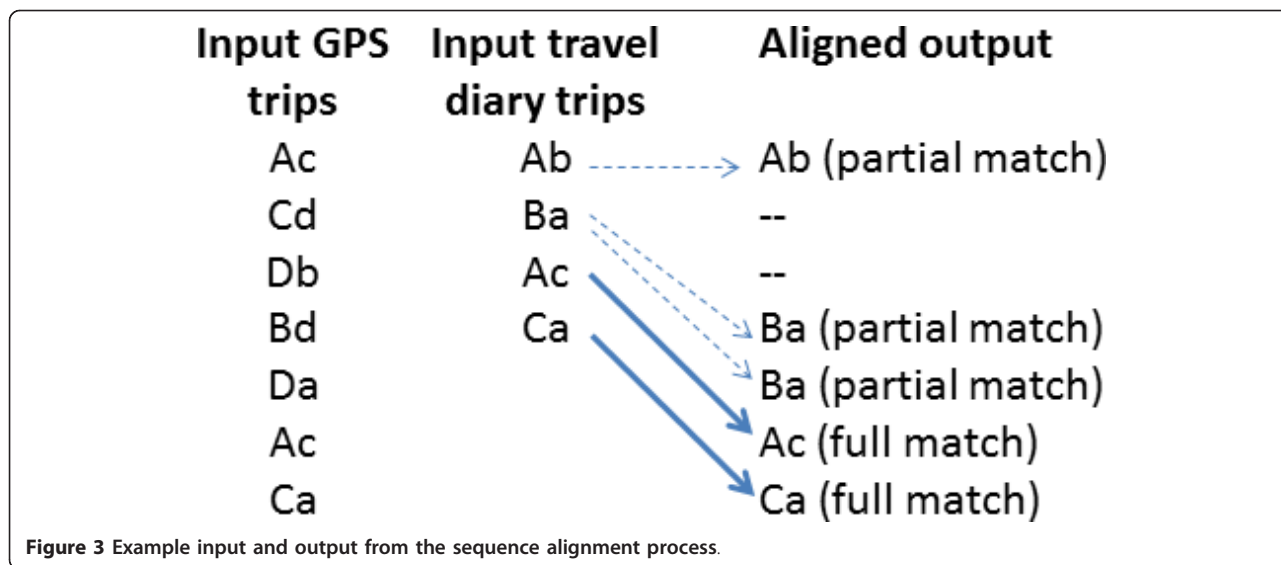 Input GPS trips Input travel diary trips Aligned output
Ac Ab Ab (partial match)
Cd Ba --
Db Ac --
Bd Ca Ba (partial match)
Da Ba (partial match)
Ac Ac (full match)
Ca Ca (full match)
Figure 3 Example input and output from the sequence alignment process.